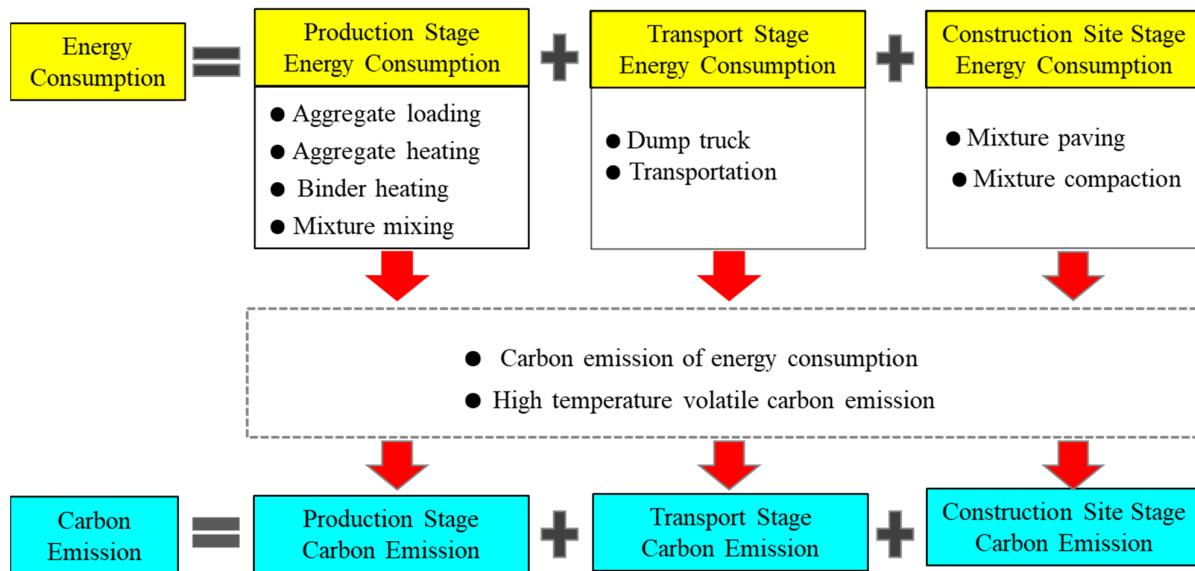 Energy
Consumption
=
Production Stage
Energy Consumption
+
Transport Stage
Energy Consumption
+
Construction Site Stage
Energy Consumption
● Aggregate loading
● Aggregate heating
● Binder heating
● Mixture mixing
● Dump truck
● Transportation
● Mixture paving
● Mixture compaction
● Carbon emission of energy consumption
● High temperature volatile carbon emission
Carbon
Emission
=
Production Stage
Carbon Emission
+
Transport Stage
Carbon Emission
+
Construction Site Stage
Carbon Emission